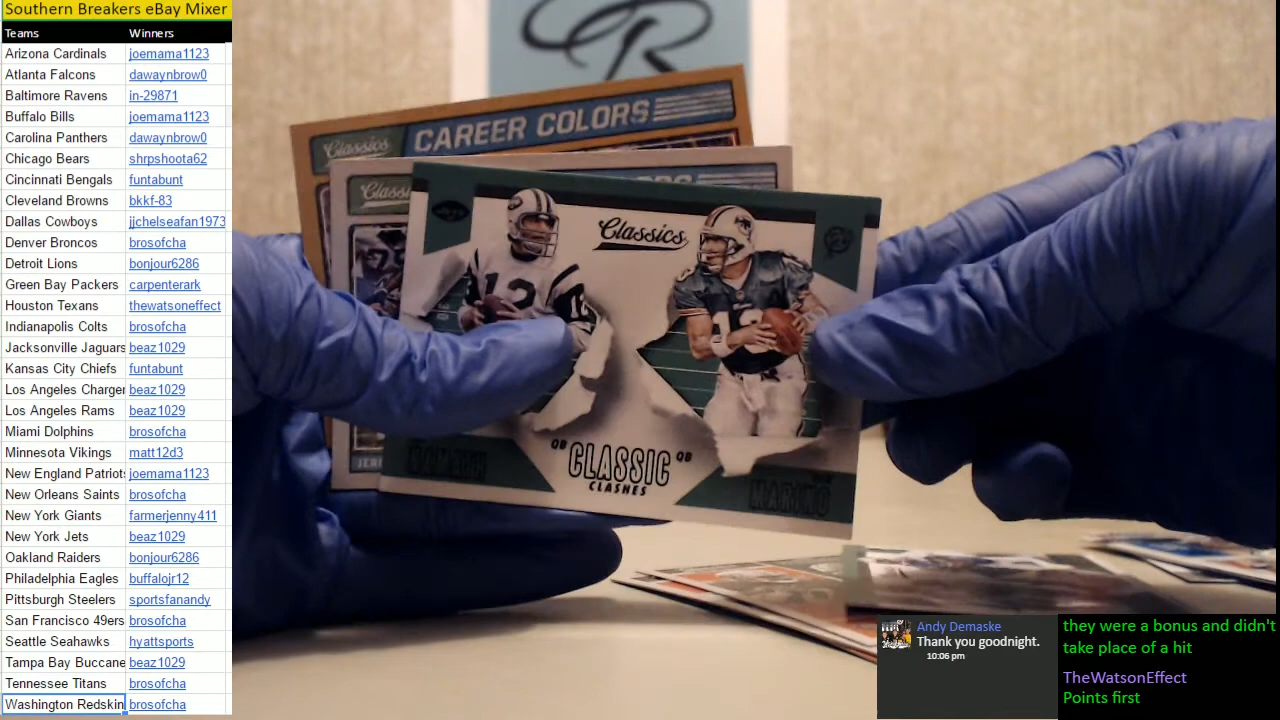 Southern Breakers eBay Mixer
Teams Winners
Arizona Cardinals joemama1123
Atlanta Falcons dawaynbrow0
Baltimore Ravens in-29871
Buffalo Bills joemama1123
Carolina Panthers dawaynbrow0
Chicago Bears shrpshoota62
Cincinnati Bengals funtabunt
Cleveland Browns bkkf-83
Dallas Cowboys jjchelseafan1973
Denver Broncos brosofcha
Detroit Lions bonjour6286
Green Bay Packers carpenterark
Houston Texans thewatsoneffect
Indianapolis Colts brosofcha
Jacksonville Jaguars beaz1029
Kansas City Chiefs funtabunt
Los Angeles Charger beaz1029
Los Angeles Rams beaz1029
Miami Dolphins brosofcha
Minnesota Vikings matt12d3
New England Patriots joemama1123
New Orleans Saints brosofcha
New York Giants farmerjenny411
New York Jets beaz1029
Oakland Raiders bonjour6286
Philadelphia Eagles buffalojr12
Pittsburgh Steelers sportsfanandy
San Francisco 49ers brosofcha
Seattle Seahawks hyattsports
Tampa Bay Buccane beaz1029
Tennessee Titans brosofcha
Washington Redskin brosofcha
Classics CAREER COLORS
Classi
Classics
12
13
QB CLASSIC QB
CLASHES
MARINO
JER
Andy Demaske
Thank you goodnight.
10:06 pm
they were a bonus and didn't
take place of a hit
TheWatsonEffect
Points first